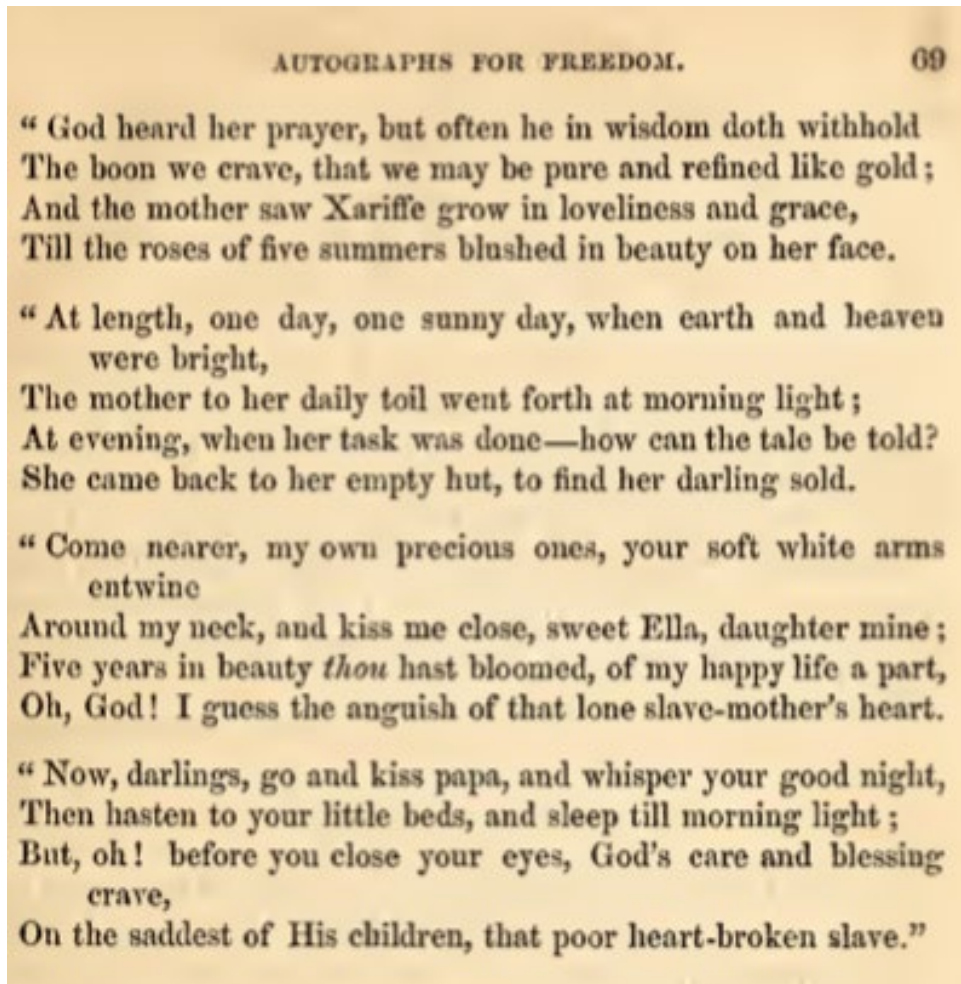 AUTOGRAPHS FOR FREEDOM. 69
“ God heard her prayer, but often he in wisdom doth withhold
The boon we crave, that we may be pure and refined like gold ;
And the mother saw Xariffe grow in loveliness and grace,
Till the roses of five summers blushed in beauty on her face.
“ At length, one day, one sunny day, when earth and heaven
were bright,
The mother to her daily toil went forth at morning light ;
At evening, when her task was done—how can the tale be told?
She came back to her empty hut, to find her darling sold.
“ Come nearer, my own precious ones, your soft white arms
entwine
Around my neck, and kiss me close, sweet Ella, daughter mine ;
Five years in beauty thou hast bloomed, of my happy life a part,
Oh, God! I guess the anguish of that lone slave-mother’s heart.
“ Now, darlings, go and kiss papa, and whisper your good night,
Then hasten to your little beds, and sleep till morning light ;
But, oh! before you close your eyes, God’s care and blessing
crave,
On the saddest of His children, that poor heart-broken slave.”